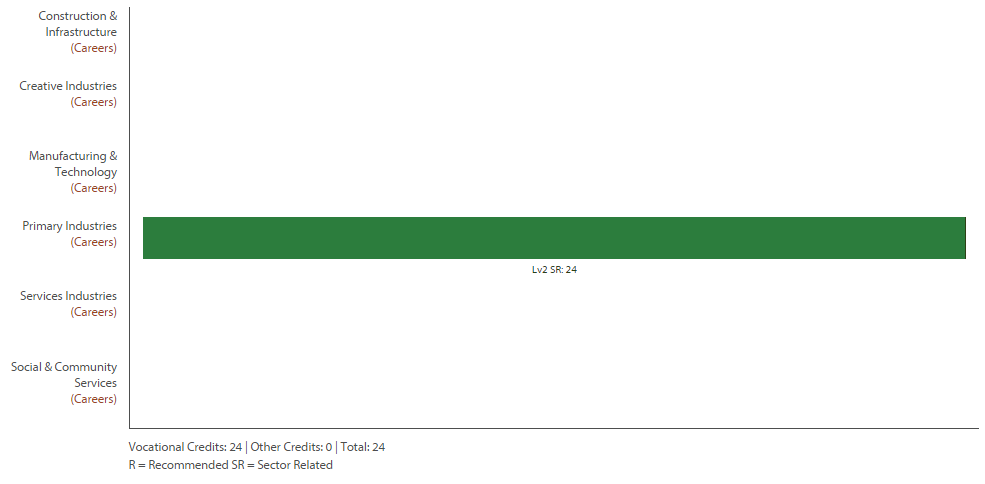 Construction &
Infrastructure
(Careers)
Creative Industries
(Careers)
Manufacturing &
Technology
(Careers)
Primary Industries
(Careers)
Lv2 SR: 24
Services Industries
(Careers)
Social & Community
Services
(Careers)
Vocational Credits: 24 | Other Credits: 0 | Total: 24
R = Recommended SR = Sector Related